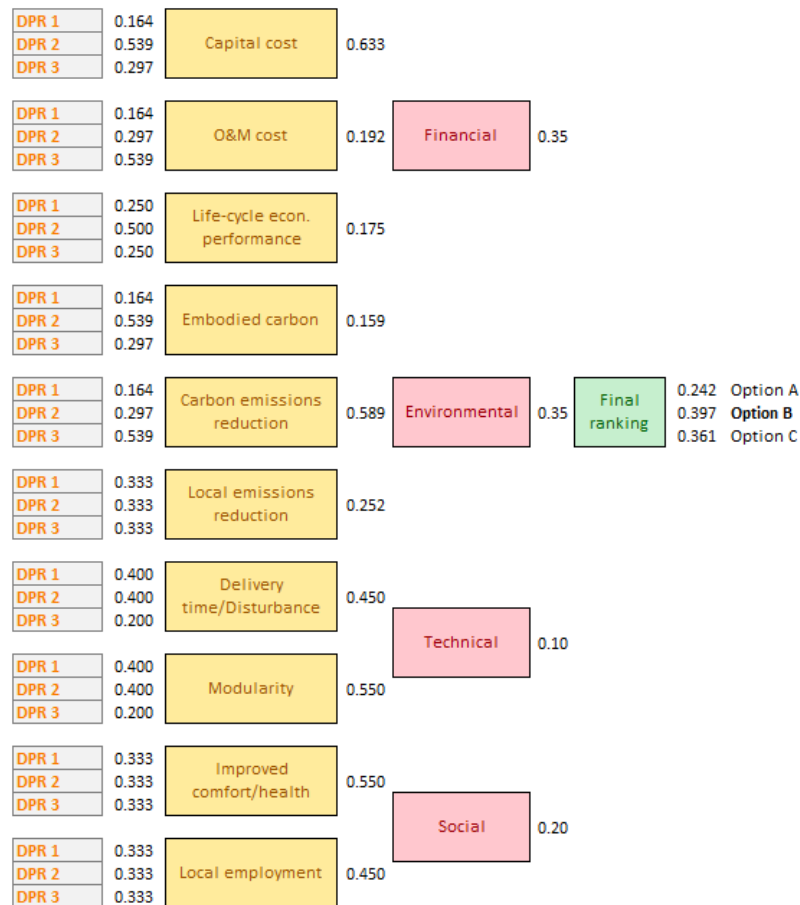 DPR 1 0.164
DPR 2 0.539 Capital cost 0.633
DPR 3 0.297
DPR 1 0.164
DPR 2 0.297 O&M cost 0.192 Financial 0.35
DPR 3 0.539
DPR 1 0.250
DPR 2 0.500 Life-cycle econ.
performance 0.175
DPR 3 0.250
DPR 1 0.164
DPR 2 0.539 Embodied carbon 0.159
DPR 3 0.297
DPR 1 0.164
DPR 2 0.297 Carbon emissions
reduction 0.589 Environmental 0.35 Final
ranking
DPR 3 0.539
0.242 Option A
0.397 Option B
0.361 Option C
DPR 1 0.333
DPR 2 0.333 Local emissions
reduction 0.252
DPR 3 0.333
DPR 1 0.400
DPR 2 0.400 Delivery
time/Disturbance 0.450
DPR 3 0.200
Technical 0.10
DPR 1 0.400
DPR 2 0.400 Modularity 0.550
DPR 3 0.200
DPR 1 0.333
DPR 2 0.333 Improved
comfort/health 0.550
DPR 3 0.333
Social 0.20
DPR 1 0.333
DPR 2 0.333 Local employment 0.450
DPR 3 0.333